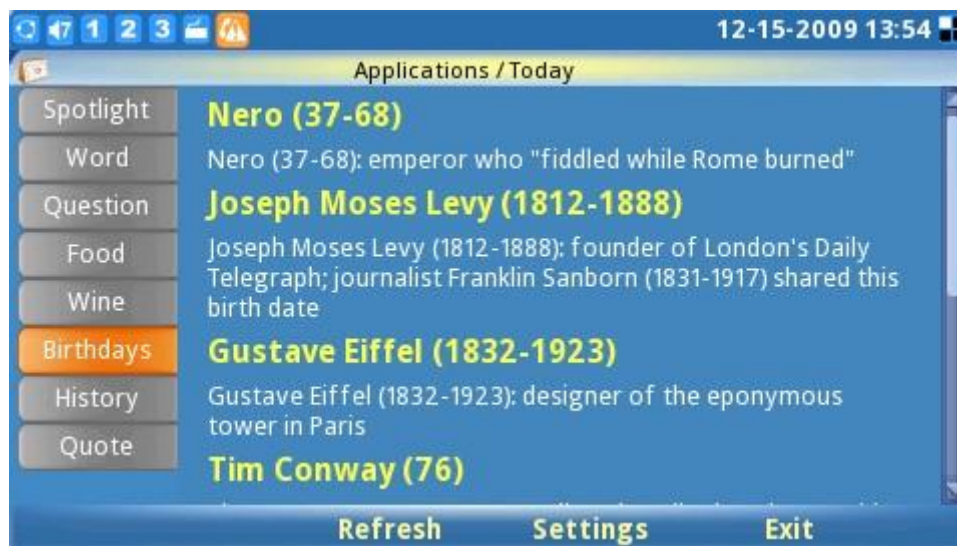 47 1 2 3 12-15-2009 13:54
Applications / Today
Spotlight
Word
Question
Food
Wine
Birthdays
History
Quote
Nero (37-68)
Nero (37-68): emperor who "fiddled while Rome burned"
Joseph Moses Levy (1812-1888)
Joseph Moses Levy (1812-1888): founder of London's Daily
Telegraph; journalist Franklin Sanborn (1831-1917) shared this
birth date
Gustave Eiffel (1832-1923)
Gustave Eiffel (1832-1923): designer of the eponymous
tower in Paris
Tim Conway (76)
Refresh Settings Exit